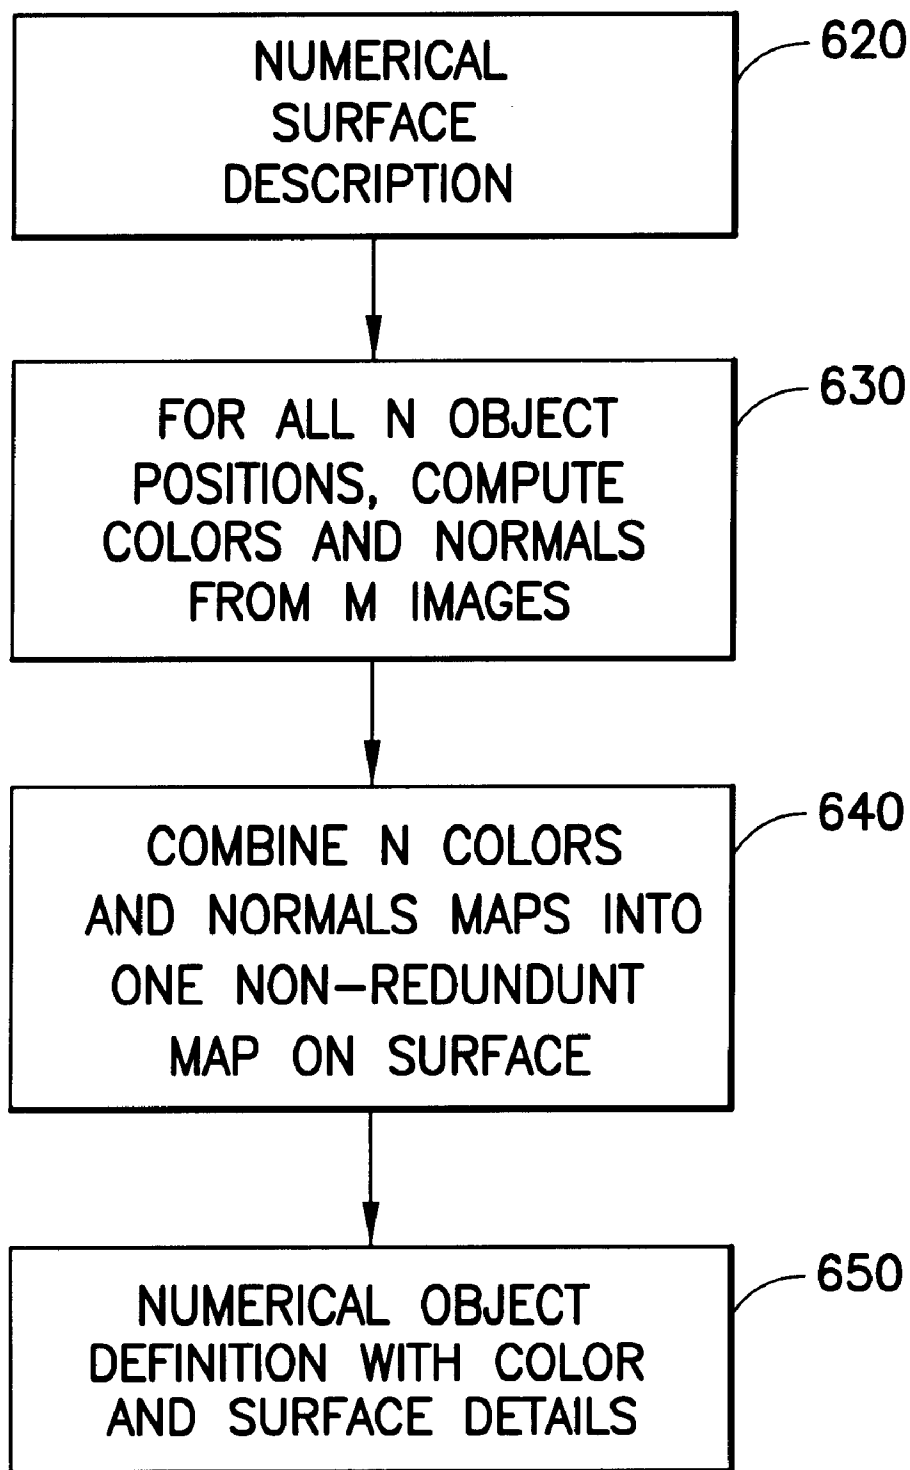 NUMERICAL
SURFACE
DESCRIPTION
620
FOR ALL N OBJECT
POSITIONS, COMPUTE
COLORS AND NORMALS
FROM M IMAGES
630
COMBINE N COLORS
AND NORMALS MAPS INTO
ONE NON-REDUNDUNT
MAP ON SURFACE
640
NUMERICAL OBJECT
DEFINITION WITH COLOR
AND SURFACE DETAILS
650